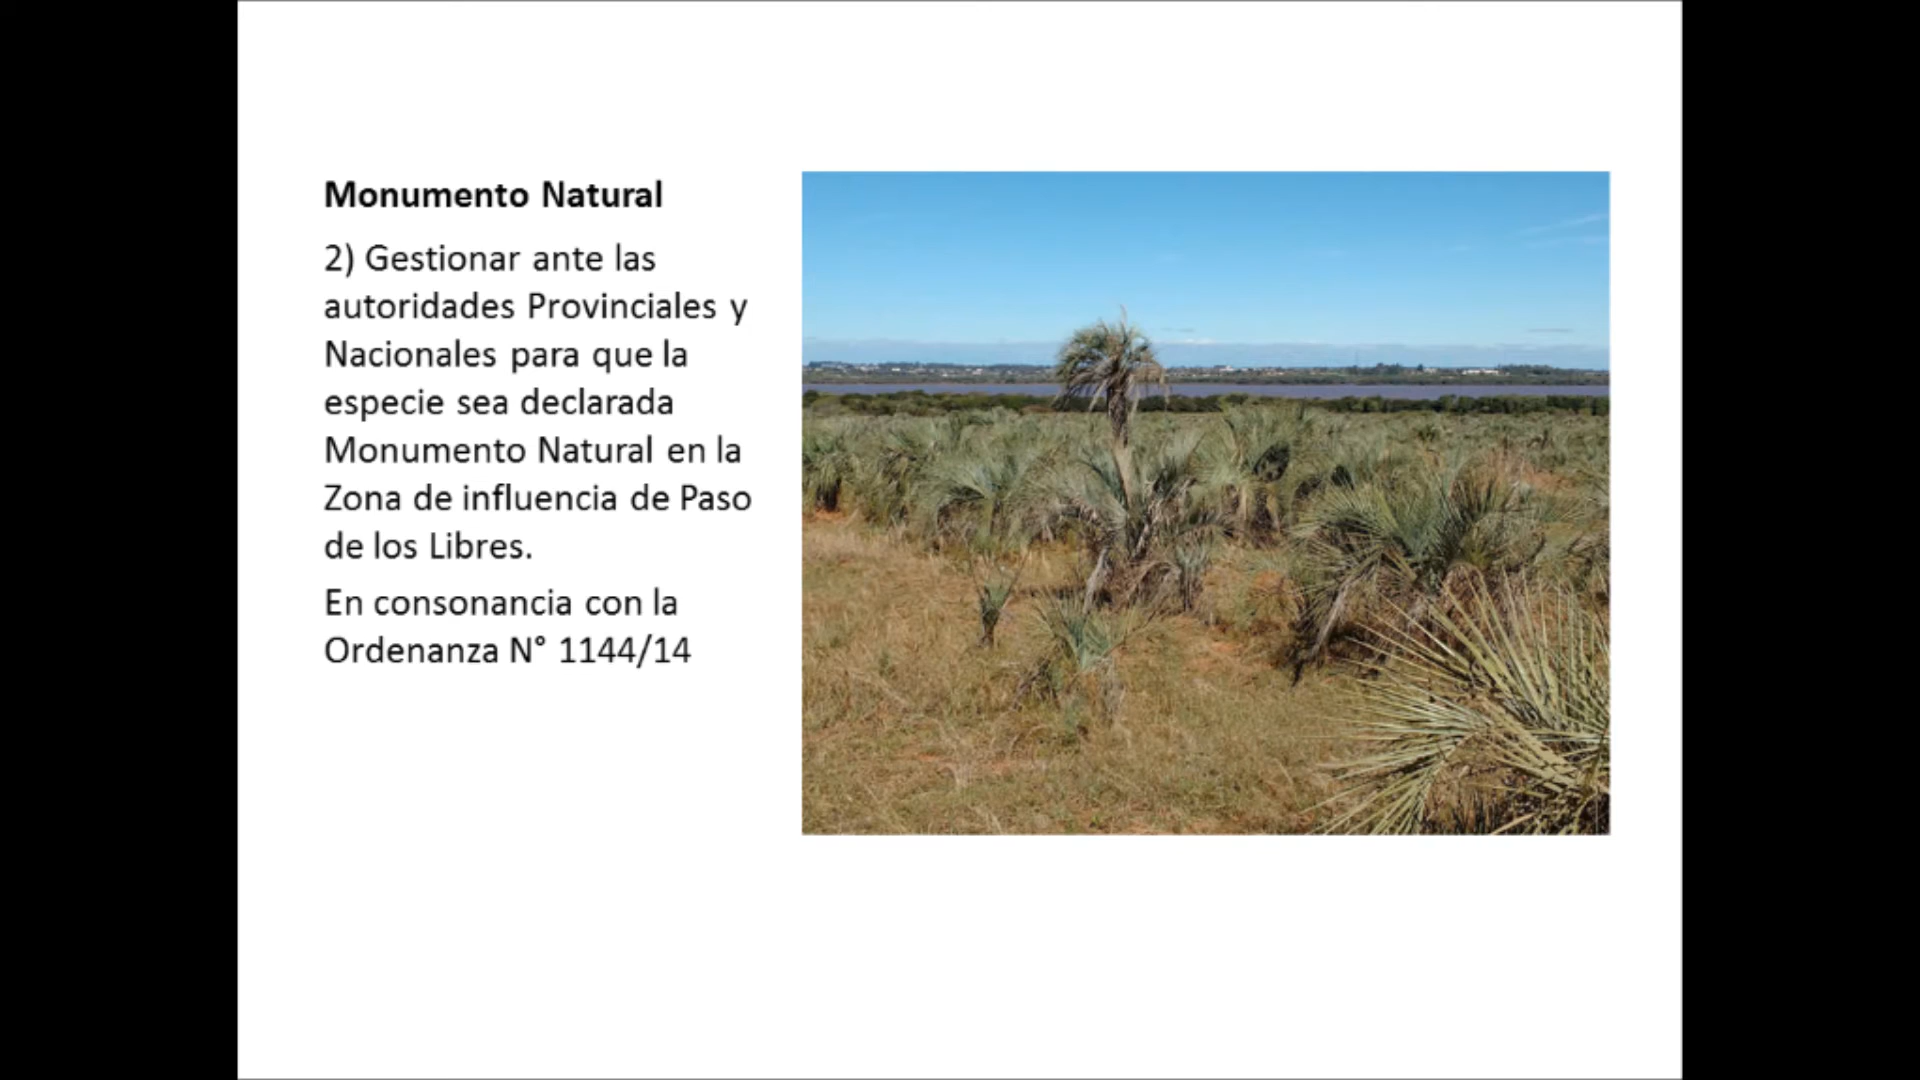 Monumento Natural
2) Gestionar ante las
autoridades Provinciales y
Nacionales para que la
especie sea declarada
Monumento Natural en la
Zona de influencia de Paso
de los Libres.
En consonancia con la
Ordenanza N° 1144/14